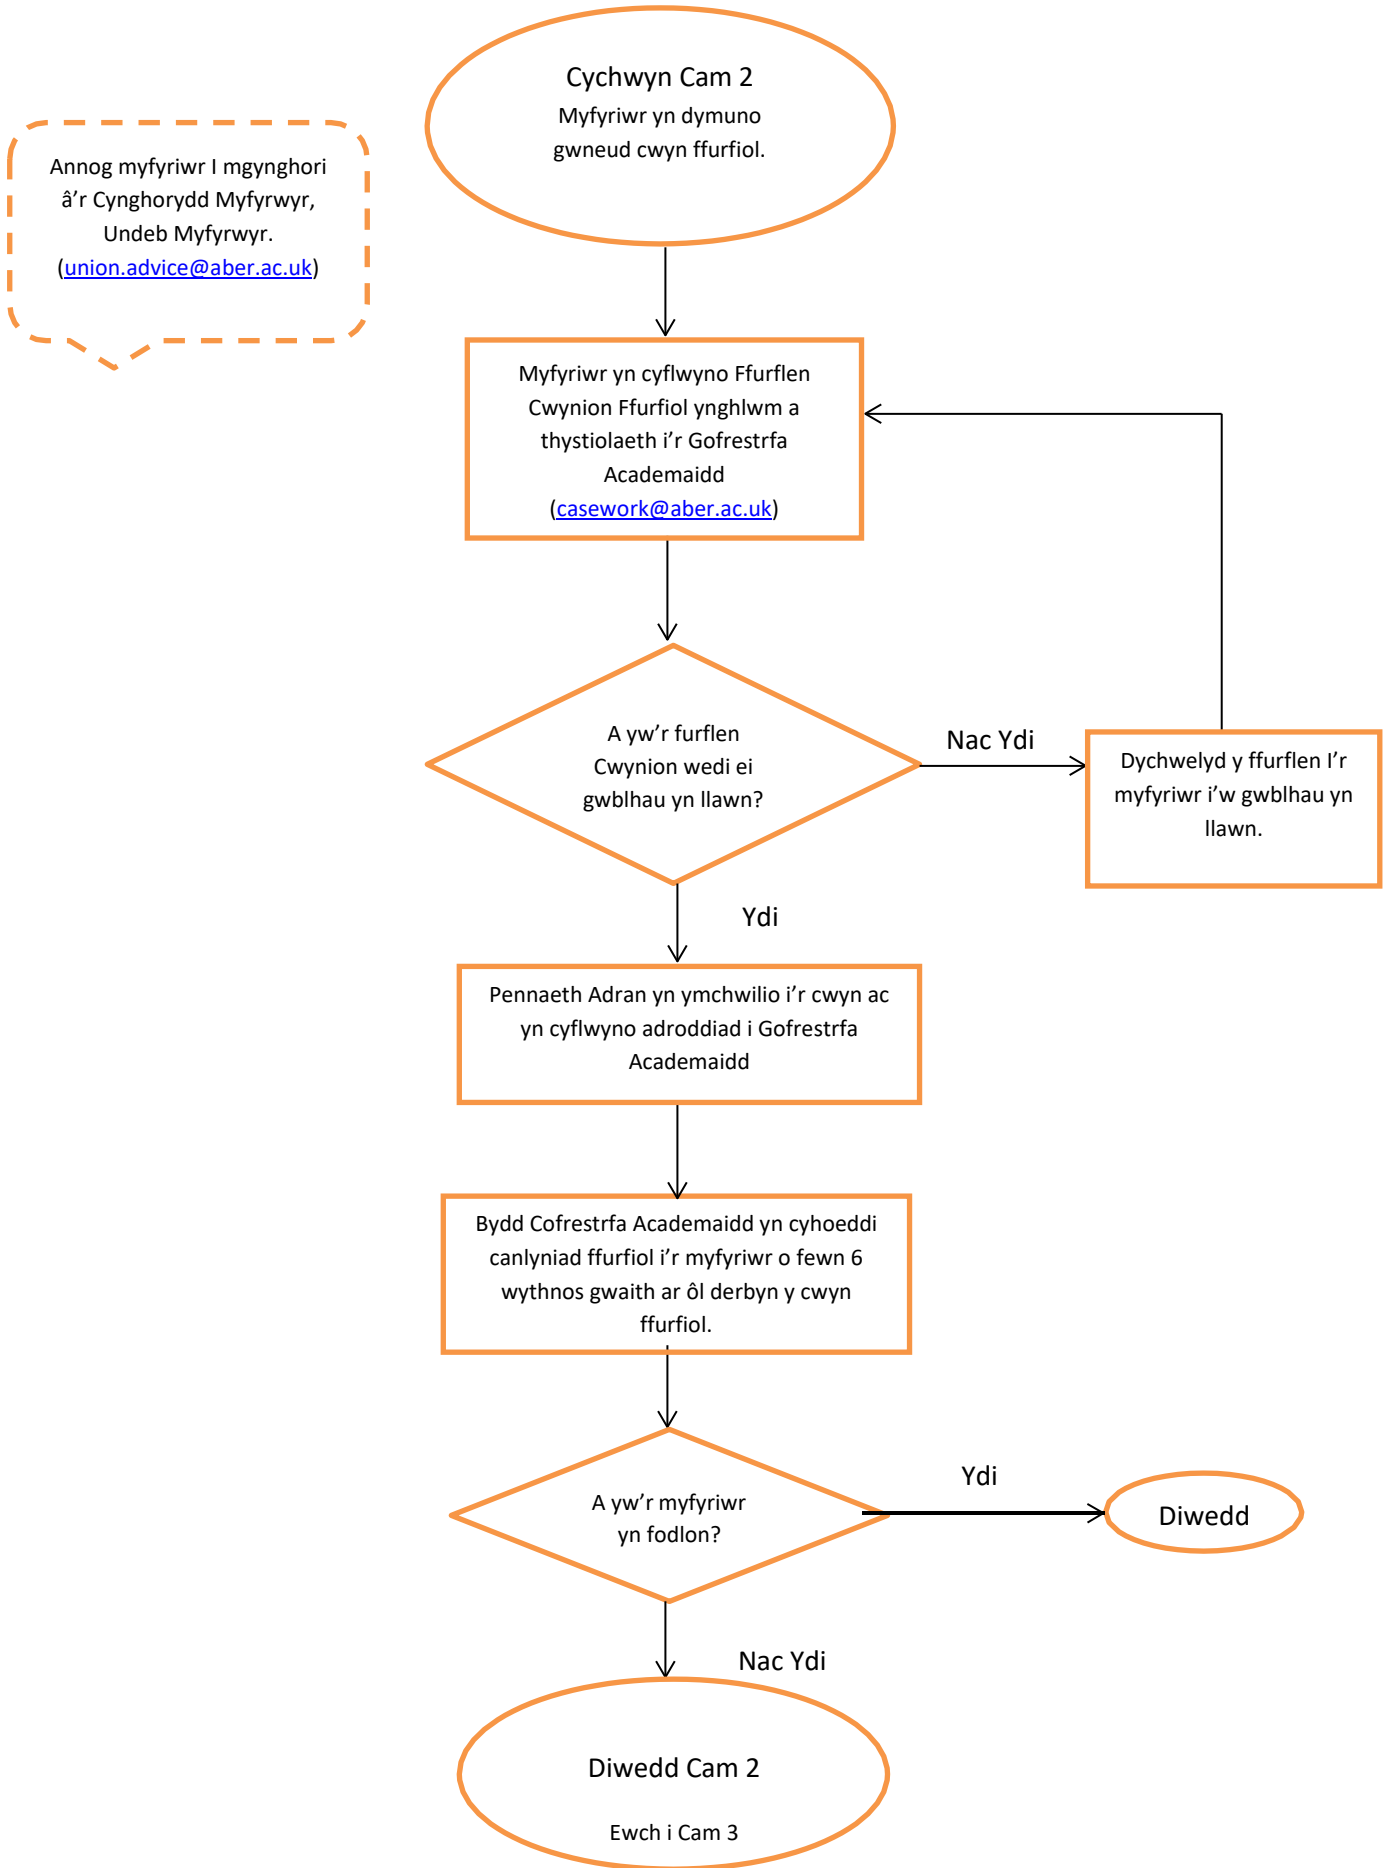 Cychwyn Cam 2
Myfyriwr yn dymuno
gwneud cwyn ffurfiol.
Annog myfyriwr I mgynghori
â’r Cynghorydd Myfyrwyr,
Undeb Myfyrwyr.
(union.advice@aber.ac.uk)
Myfyriwr yn cyflwyno Ffurflen
Cwynion Ffurfiol ynghlwm a
thystiolaeth i’r Gofrestrfa
Academaidd
(casework@aber.ac.uk)
A yw’r furflen
Cwynion wedi ei
gwblhau yn llawn?
Nac Ydi
Dychwelyd y ffurflen I’r
myfyriwr i’w gwblhau yn
llawn.
Ydi
Pennaeth Adran yn ymchwilio i’r cwyn ac
yn cyflwyno adroddiad i Gofrestrfa
Academaidd
Bydd Cofrestrfa Academaidd yn cyhoeddi
canlyniad ffurfiol i’r myfyriwr o fewn 6
wythnos gwaith ar ôl derbyn y cwyn
ffurfiol.
A yw’r myfyriwr
yn fodlon?
Ydi
Diwedd
Nac Ydi
Diwedd Cam 2
Ewch i Cam 3